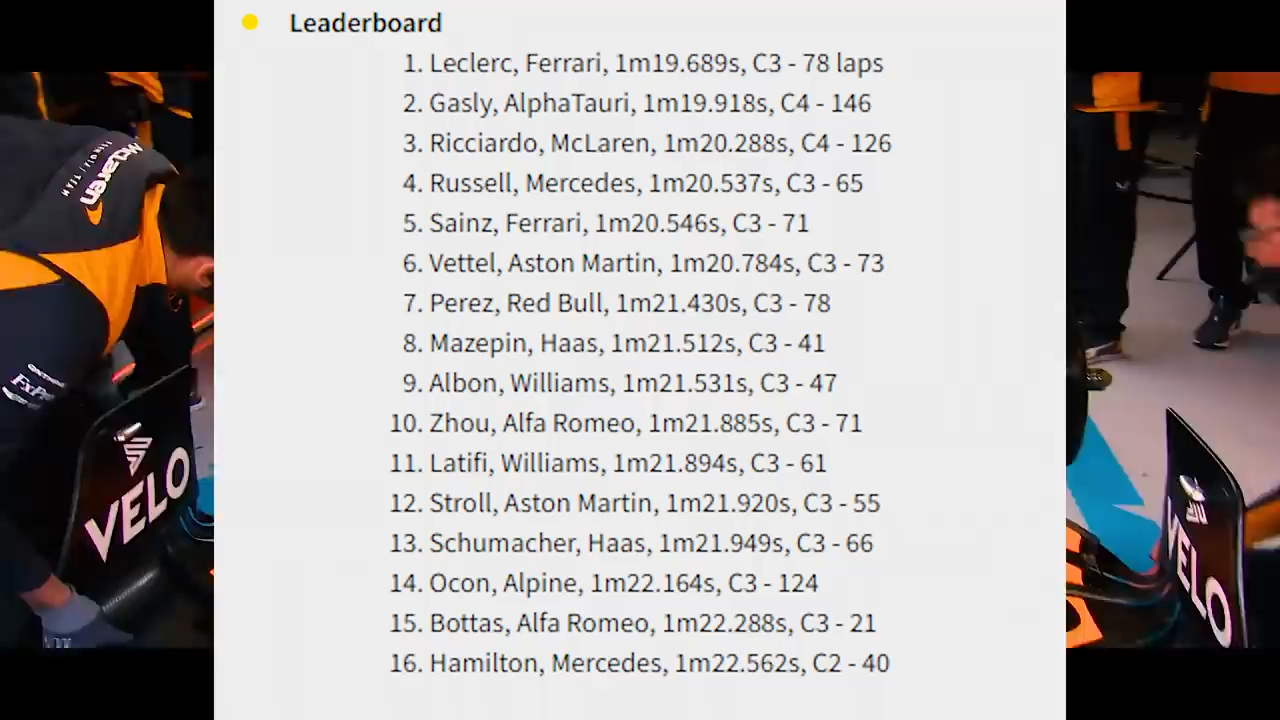 Leaderboard
1. Leclerc, Ferrari, 1m19.689s, C3 - 78 laps
2. Gasly, AlphaTauri, 1m19.918s, C4 - 146
3. Ricciardo, McLaren, 1m20.288s, C4 - 126
4. Russell, Mercedes, 1m20.537s, C3 - 65
5. Sainz, Ferrari, 1m20.546s, C3 - 71
6. Vettel, Aston Martin, 1m20.784s, C3 - 73
7. Perez, Red Bull, 1m21.430s, C3 - 78
8. Mazepin, Haas, 1m21.512s, C3 - 41
9. Albon, Williams, 1m21.531s, C3 - 47
10. Zhou, Alfa Romeo, 1m21.885s, C3 - 71
11. Latifi, Williams, 1m21.894s, C3 - 61
12. Stroll, Aston Martin, 1m21.920s, C3 - 55
13. Schumacher, Haas, 1m21.949s, C3 - 66
14. Ocon, Alpine, 1m22.164s, C3 - 124
15. Bottas, Alfa Romeo, 1m22.288s, C3 - 21
16. Hamilton, Mercedes, 1m22.562s, C2 - 40
McLaren
VELO
VELO